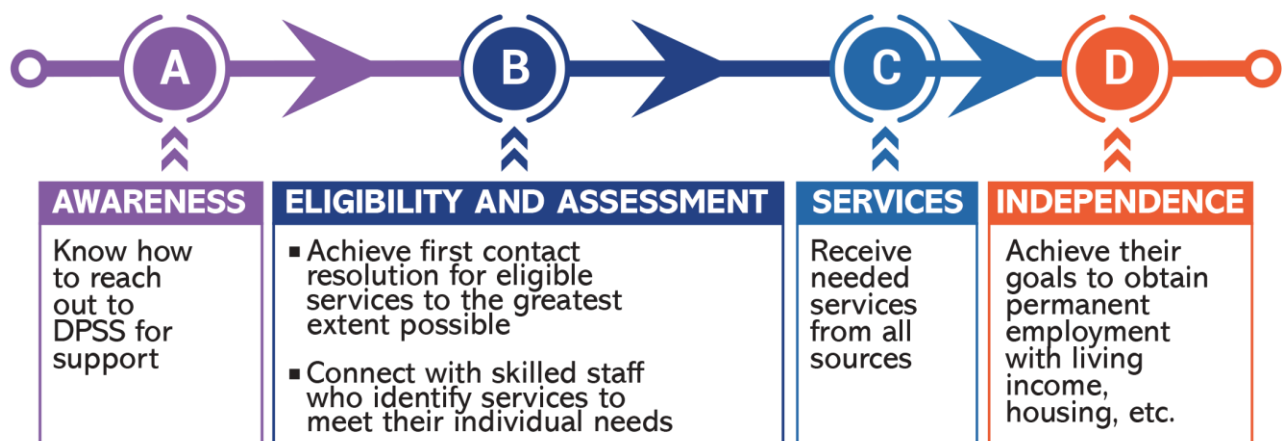 A
B
C
D
AWARENESS
Know how
to reach
out to
DPSS for
support
ELIGIBILITY AND ASSESSMENT
▪ Achieve first contact
resolution for eligible
services to the greatest
extent possible
▪ Connect with skilled staff
who identify services to
meet their individual needs
SERVICES
Receive
needed
services
from all
sources
INDEPENDENCE
Achieve their
goals to obtain
permanent
employment
with living
income,
housing, etc.